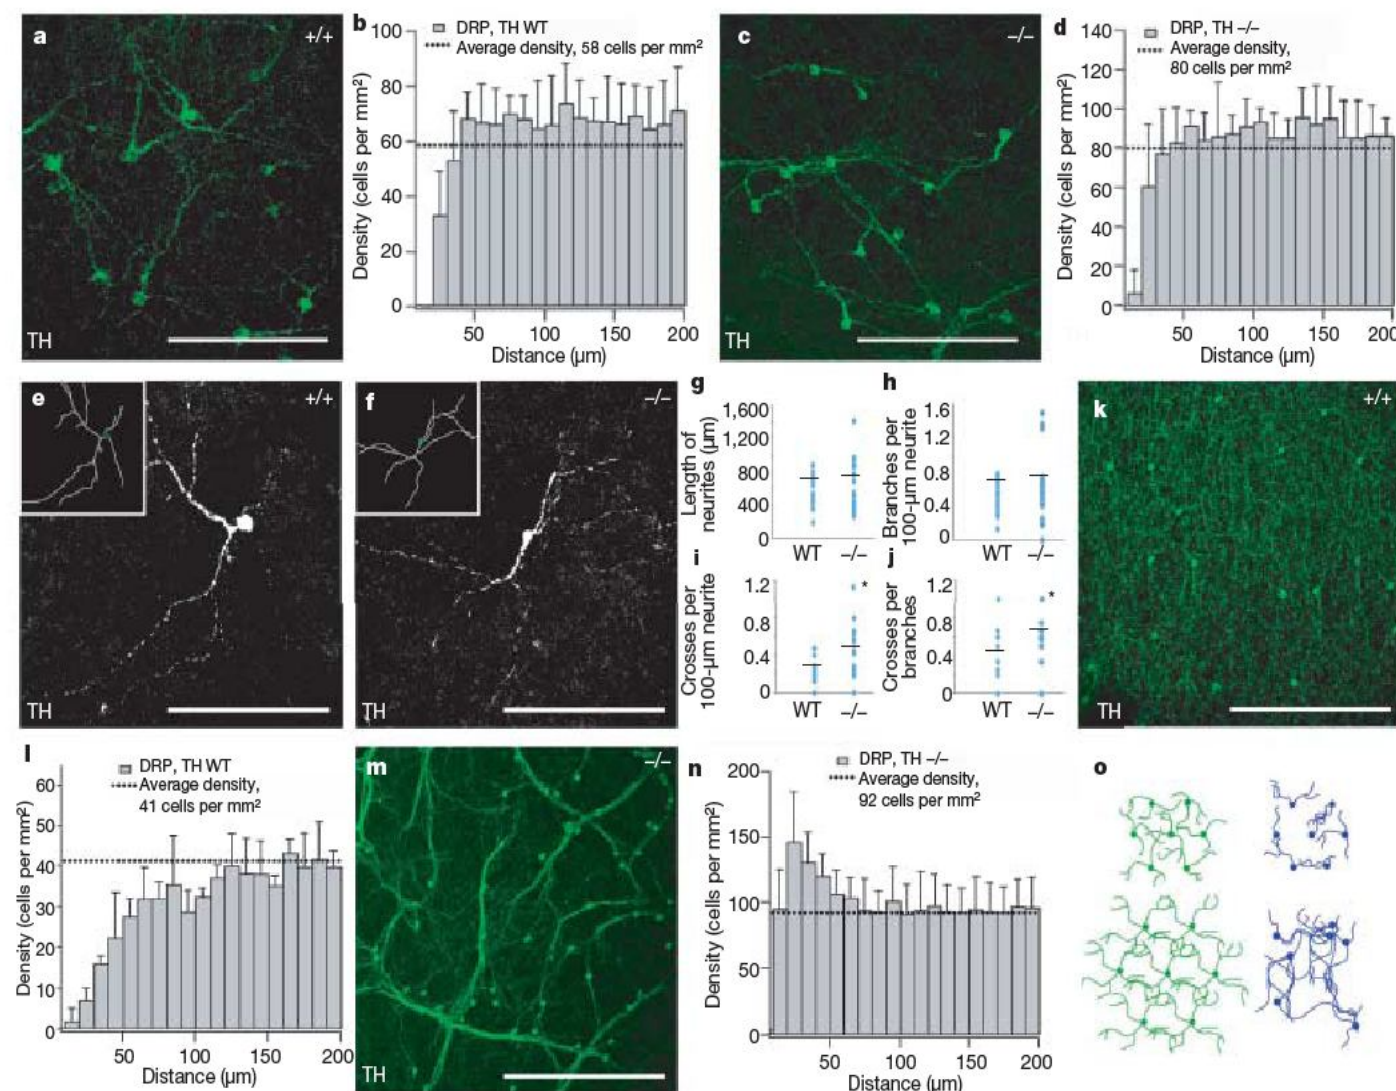 a
+/+
TH
b
DRP, TH WT
Average density, 58 cells per mm²
100
80
60
40
20
0
Density (cells per mm²)
50
100
150
200
Distance (µm)
c
–/–
TH
d
DRP, TH –/–
Average density,
80 cells per mm²
140
120
100
80
60
40
20
0
Density (cells per mm²)
50
100
150
200
Distance (µm)
e
+/+
TH
f
–/–
TH
g
1,600
1,200
800
400
0
Length of
neurites (µm)
WT
–/–
h
1.6
1.2
0.8
0.4
0
Branches per
100-µm neurite
WT
–/–
i
1.2
0.8
0.4
0
Crosses per
100-µm neurite
*
WT
–/–
j
1.2
0.8
0.4
0
Crosses per
branches
*
WT
–/–
k
+/+
TH
l
DRP, TH WT
Average density,
41 cells per mm²
60
50
40
30
20
10
0
Density (cells per mm²)
50
100
150
200
Distance (µm)
m
–/–
TH
n
DRP, TH –/–
Average density,
92 cells per mm²
200
150
100
50
0
Density (cells per mm²)
50
100
150
200
Distance (µm)
o